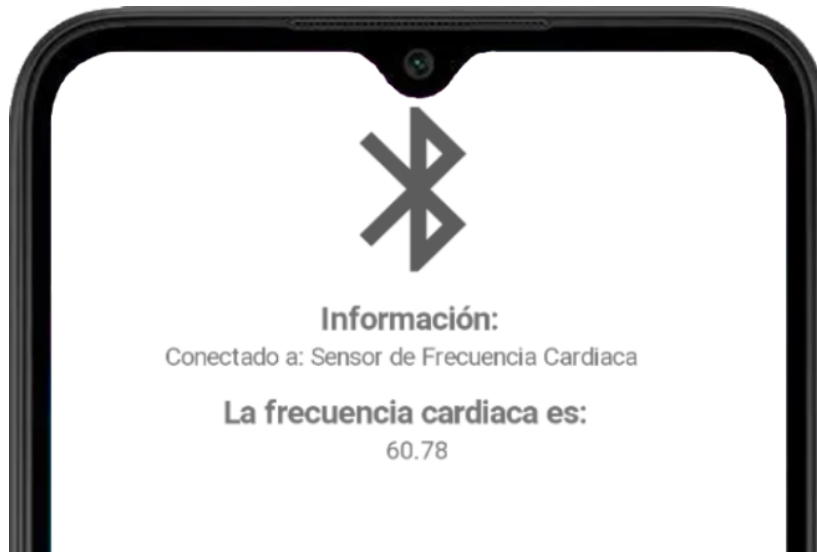 Información:
Conectado a: Sensor de Frecuencia Cardiaca
La frecuencia cardiaca es:
60.78